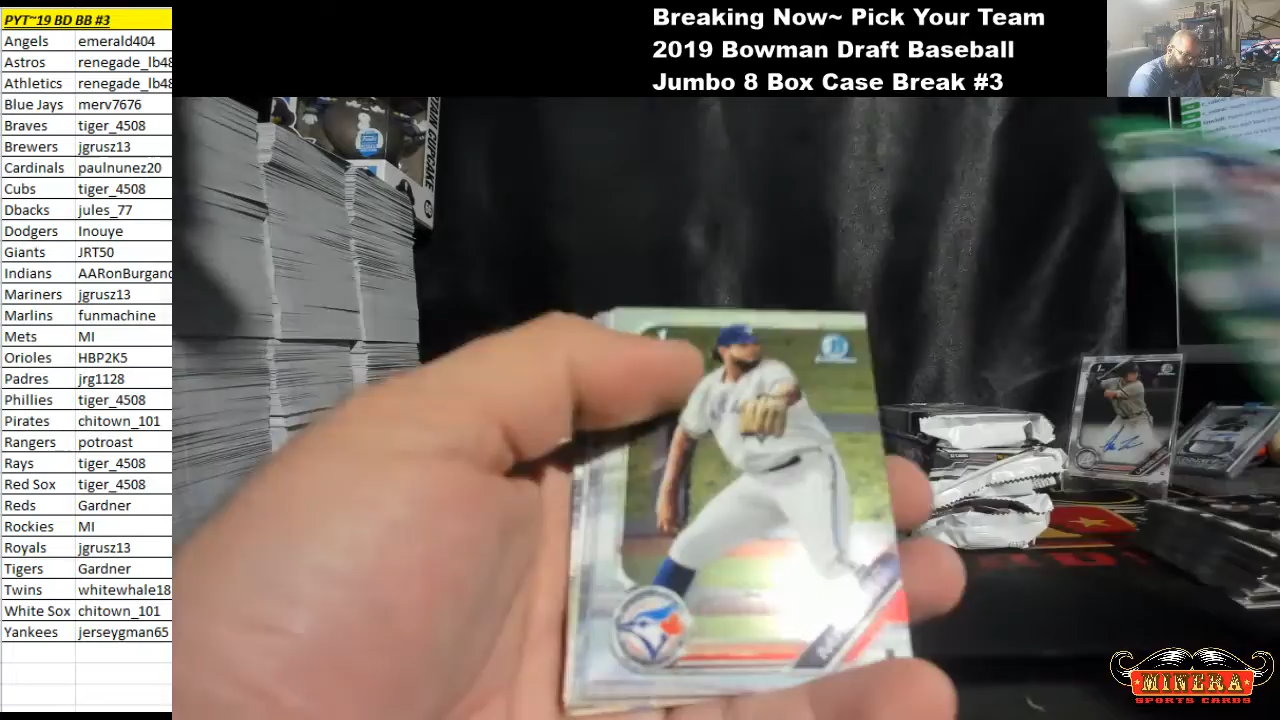 PYT~19 BD BB #3
Angels emerald404
Astros renegade_lb48
Athletics renegade_lb48
Blue Jays merv7676
Braves tiger_4508
Brewers jgrusz13
Cardinals paulnunez20
Cubs tiger_4508
Dbacks jules_77
Dodgers Inouye
Giants JRT50
Indians AARonBurgand
Mariners jgrusz13
Marlins funmachine
Mets MI
Orioles HBP2K5
Padres jrg1128
Phillies tiger_4508
Pirates chitown_101
Rangers potroast
Rays tiger_4508
Red Sox tiger_4508
Reds Gardner
Rockies MI
Royals jgrusz13
Tigers Gardner
Twins whitewhale18
White Sox chitown_101
Yankees jerseygman65
Breaking Now~ Pick Your Team
2019 Bowman Draft Baseball
Jumbo 8 Box Case Break #3
MINERA
SPORTS CARDS